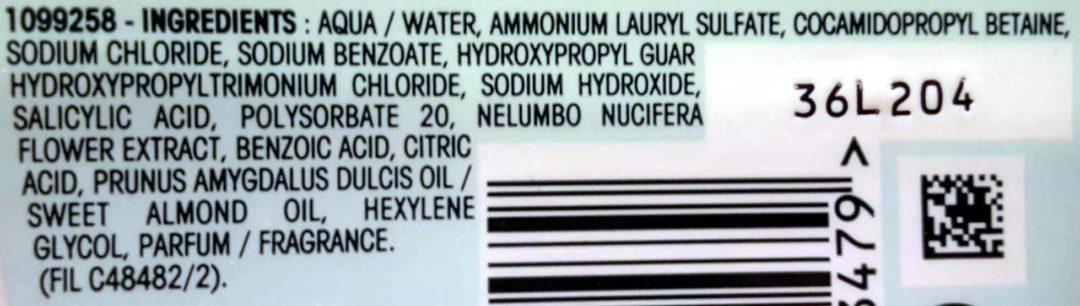 1099258 - INGREDIENTS : AQUA / WATER, AMMONIUM LAURYL SULFATE, COCAMIDOPROPYL BETAINE,
SODIUM CHLORIDE, SODIUM BENZOATE, HYDROXYPROPYL GUAR
HYDROXYPROPYLTRIMONIUM CHLORIDE, SODIUM HYDROXIDE,
SALICYLIC ACID, POLYSORBATE 20, NELUMBO NUCIFERA
FLOWER EXTRACT, BENZOIC ACID, CITRIC
ACID, PRUNUS AMYGDALUS DULCIS OIL /
SWEET ALMOND OIL, HEXYLENE
GLYCOL, PARFUM / FRAGRANCE.
(FIL C48482/2).
36L204
479 >